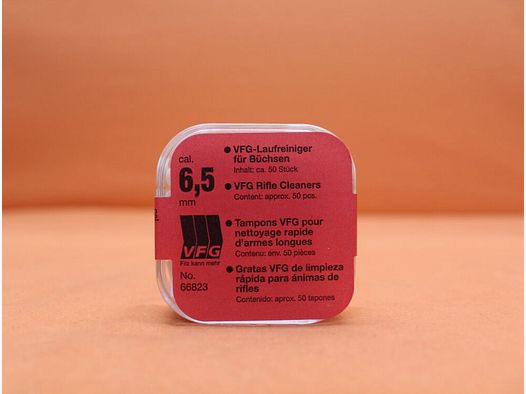 cal.
6,5
mm
VFG
Filz kann mehr
No.
66823
● VFG-Laufreiniger
für Büchsen
Inhalt: ca. 50 Stück
● VFG Rifle Cleaners
Content: approx. 50 pcs.
● Tampons VFG pour
nettoyage rapide
d'armes longues
Contenu: env. 50 pièces
● Gratas VFG de limpieza
rápida para ánimas de
rifles
Contenido: aprox. 50 tapones